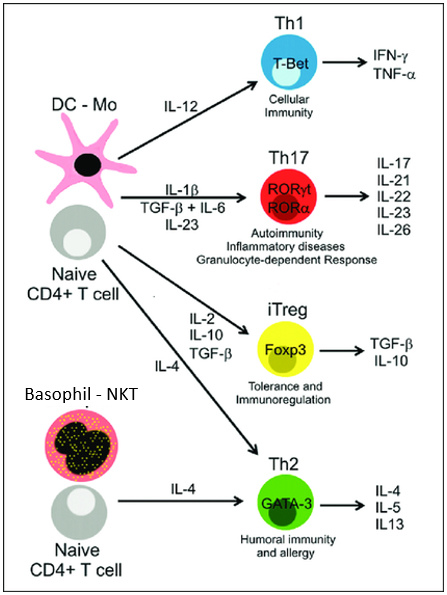 Th1
T-Bet
IFN-γ
TNF-α
Cellular
Immunity
DC - Mo
IL-12
Th17
RORγt
RORα
IL-1β
TGF-β + IL-6
IL-23
IL-17
IL-21
IL-22
IL-23
IL-26
Autoimmunity
Inflammatory diseases
Granulocyte-dependent Response
Naive
CD4+ T cell
iTreg
Foxp3
IL-2
IL-10
TGF-β
TGF-β
IL-10
Tolerance and
Immunoregulation
IL-4
Basophil - NKT
Th2
GATA-3
IL-4
IL-4
IL-5
IL13
Humoral immunity
and allergy
Naive
CD4+ T cell